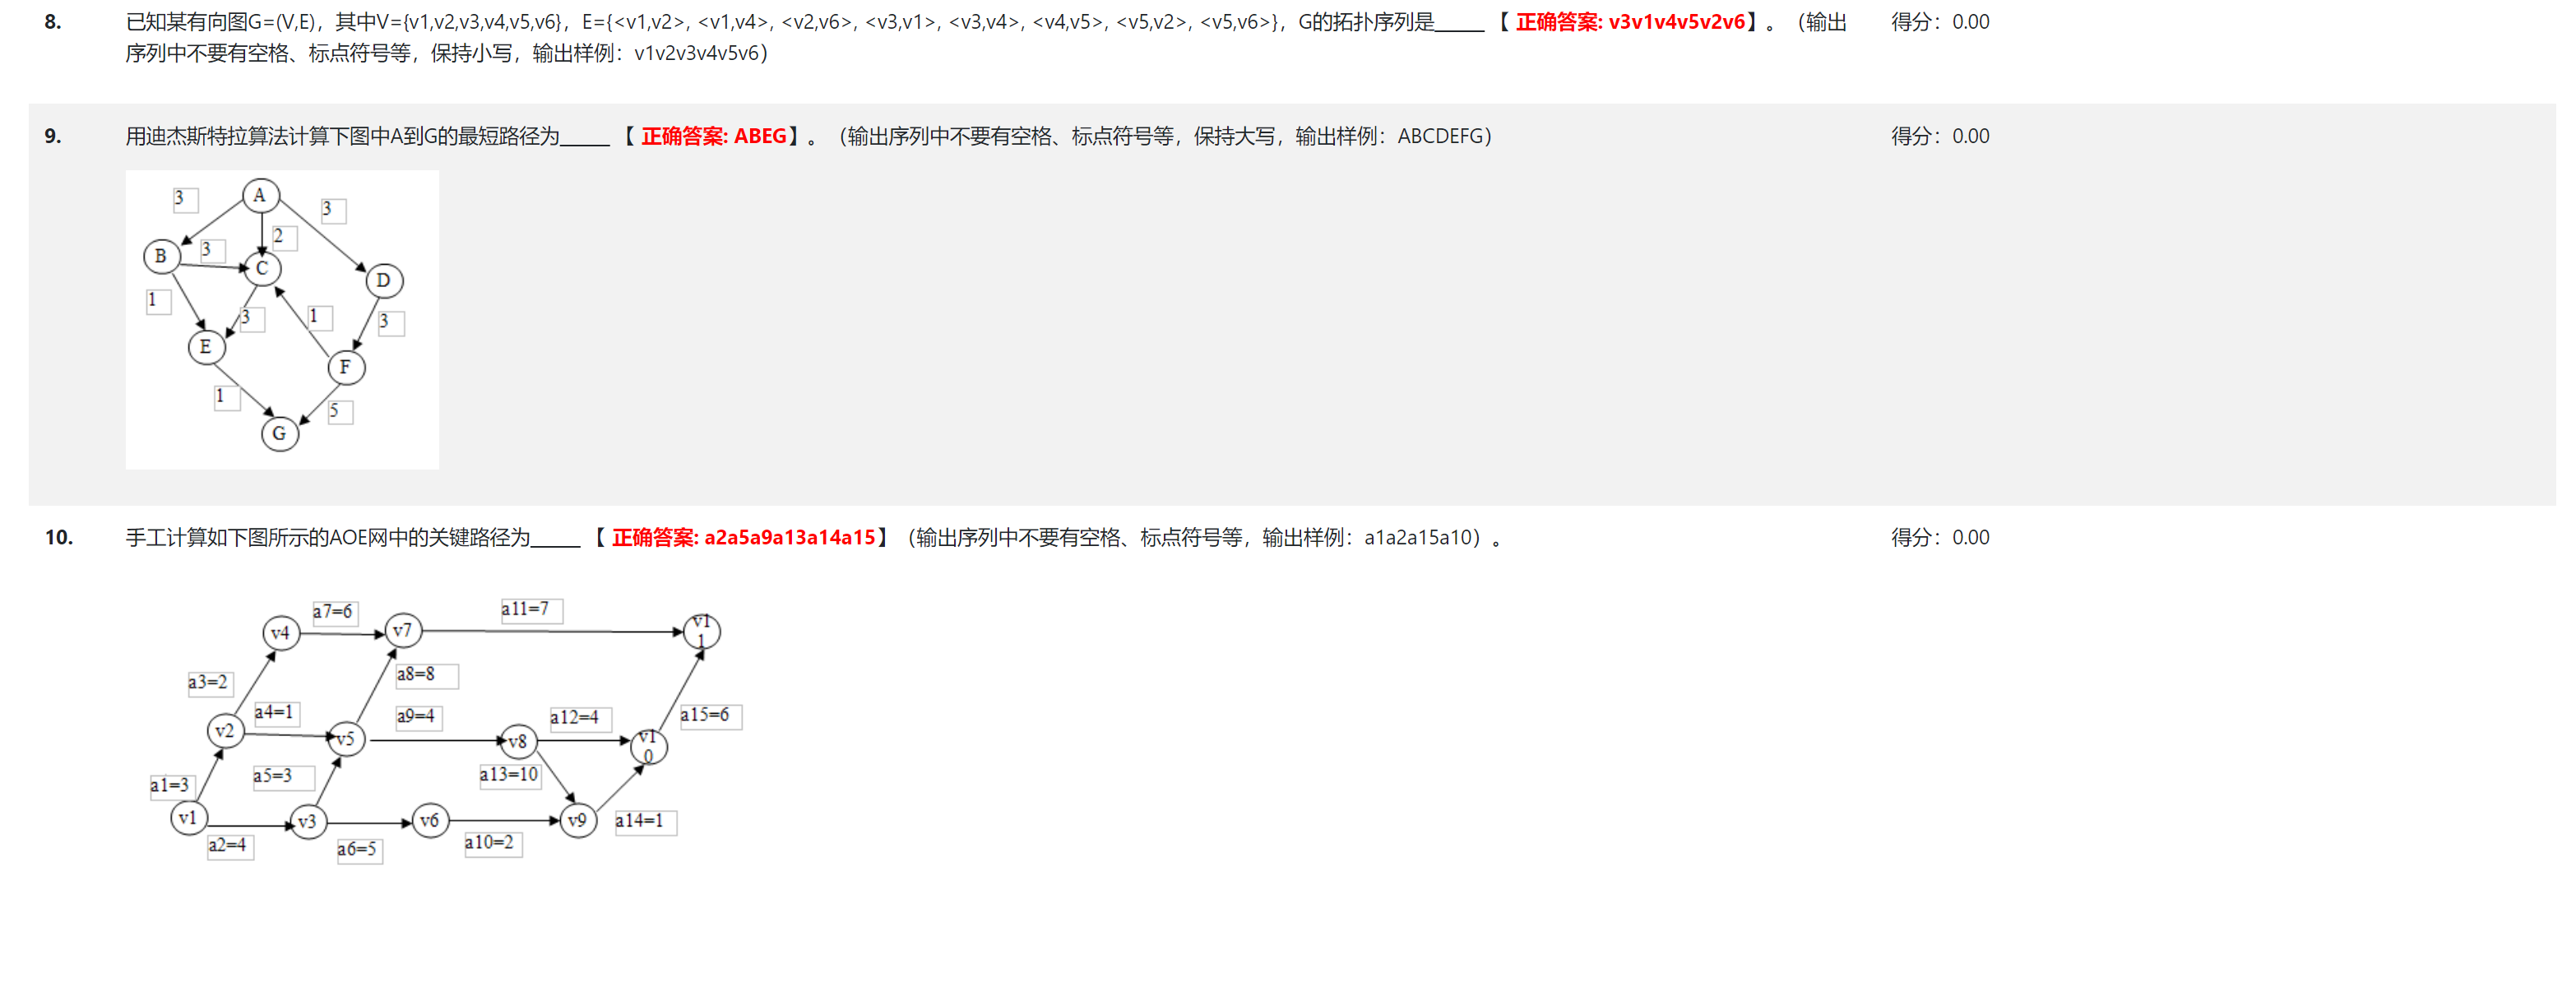 8. 已知某有向图G=(V,E)，其中V={v1,v2,v3,v4,v5,v6}，E={<v1,v2>, <v1,v4>, <v2,v6>, <v3,v1>, <v3,v4>, <v4,v5>, <v5,v2>, <v5,v6>}，G的拓扑序列是_____ 【 正确答案: v3v1v4v5v2v6】。（输出 得分：0.00
序列中不要有空格、标点符号等，保持小写，输出样例：v1v2v3v4v5v6）
9. 用迪杰斯特拉算法计算下图中A到G的最短路径为_____ 【 正确答案: ABEG】。（输出序列中不要有空格、标点符号等，保持大写，输出样例：ABCDEFG） 得分：0.00
A
3
3
2
B
3
C
D
1
3
1
3
E
F
1
5
G
10. 手工计算如下图所示的AOE网中的关键路径为_____ 【 正确答案: a2a5a9a13a14a15】（输出序列中不要有空格、标点符号等，输出样例：a1a2a15a10）。 得分：0.00
a7=6
a11=7
v4
v7
v1
1
a3=2
a8=8
a4=1
a9=4
a12=4
a15=6
v2
v5
v8
v1
0
a1=3
a5=3
a13=10
v1
v3
v6
v9
a14=1
a2=4
a6=5
a10=2